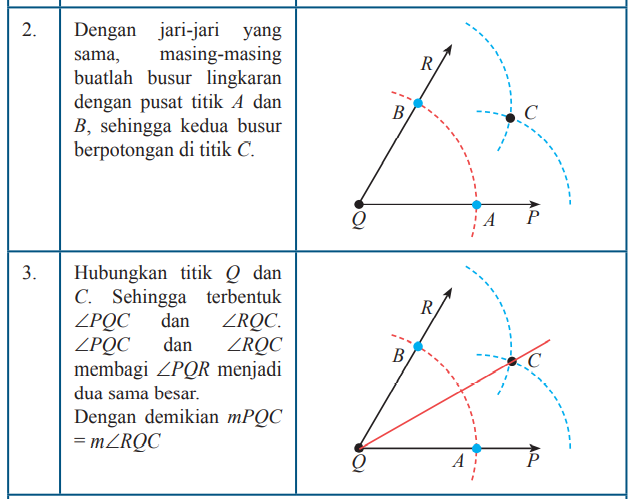 2.
Dengan jari-jari yang
sama, masing-masing
buatlah busur lingkaran
dengan pusat titik A dan
B, sehingga kedua busur
berpotongan di titik C.
R
B
C
Q
A
P
3.
Hubungkan titik Q dan
C. Sehingga terbentuk
∠PQC dan ∠RQC.
∠PQC dan ∠RQC
membagi ∠PQR menjadi
dua sama besar.
Dengan demikian mPQC
= m∠RQC
R
B
C
Q
A
P